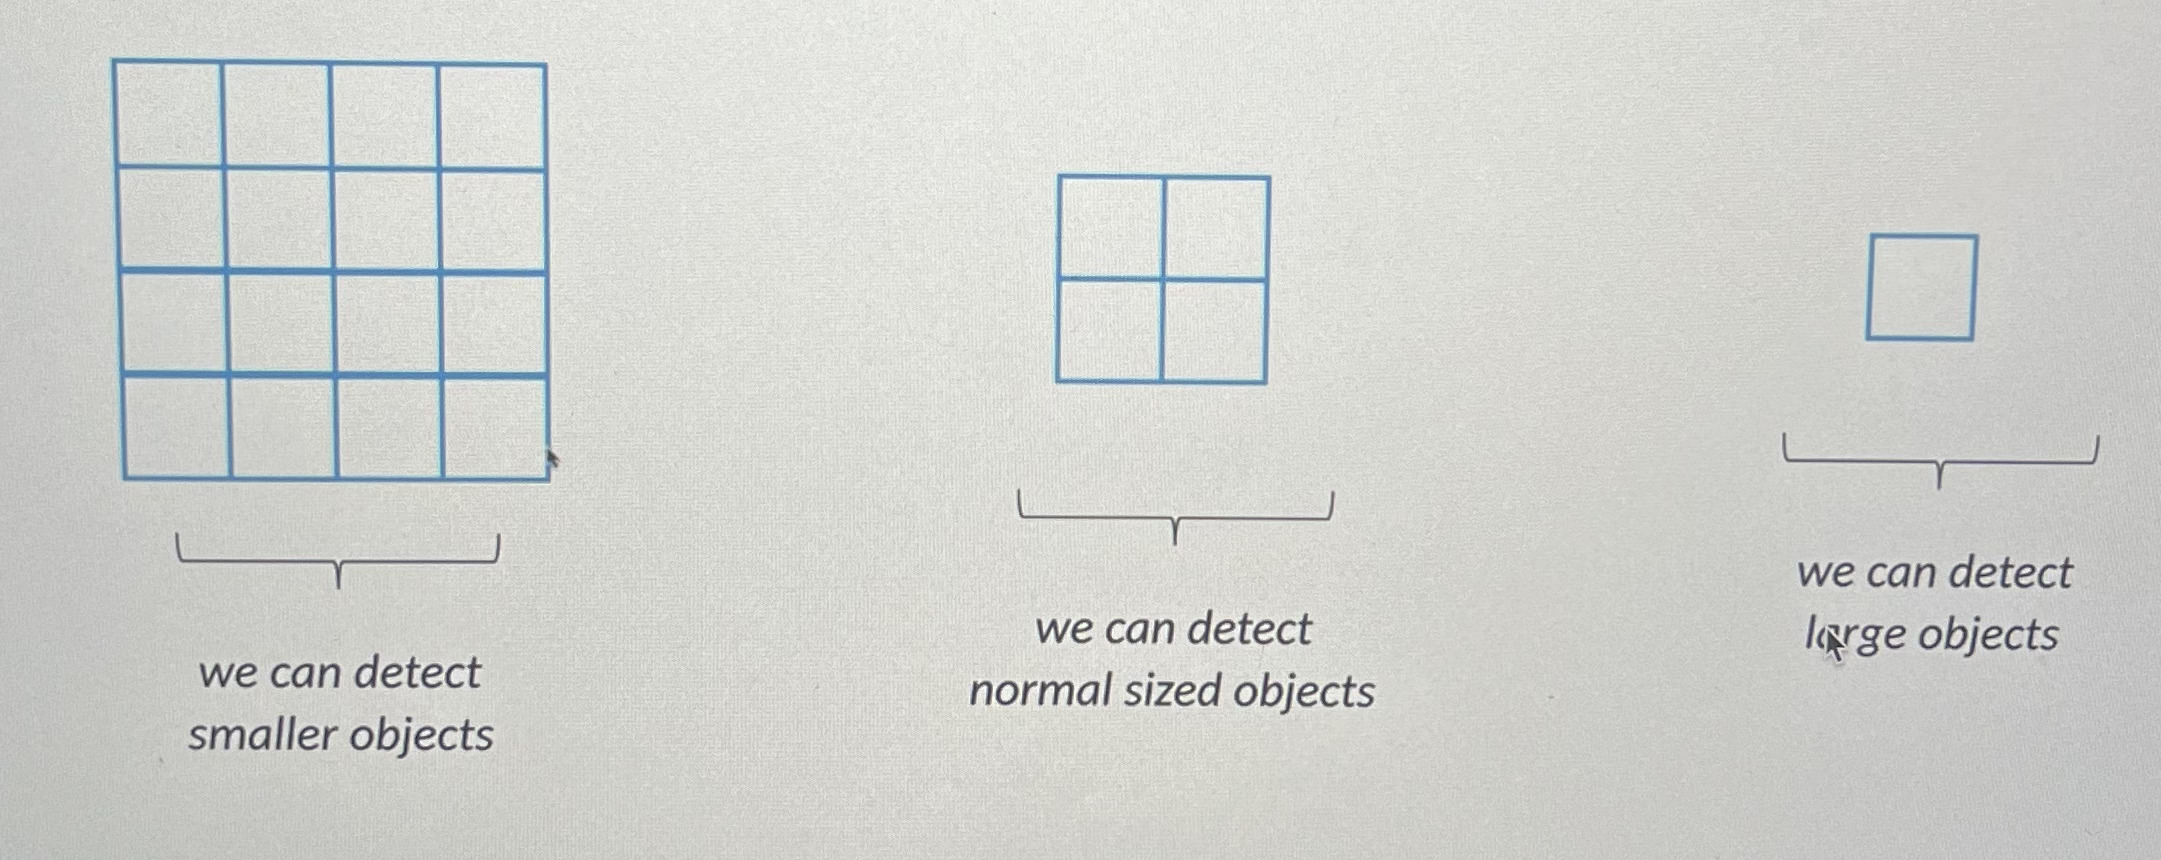 we can detect
smaller objects
we can detect
normal sized objects
we can detect
large objects